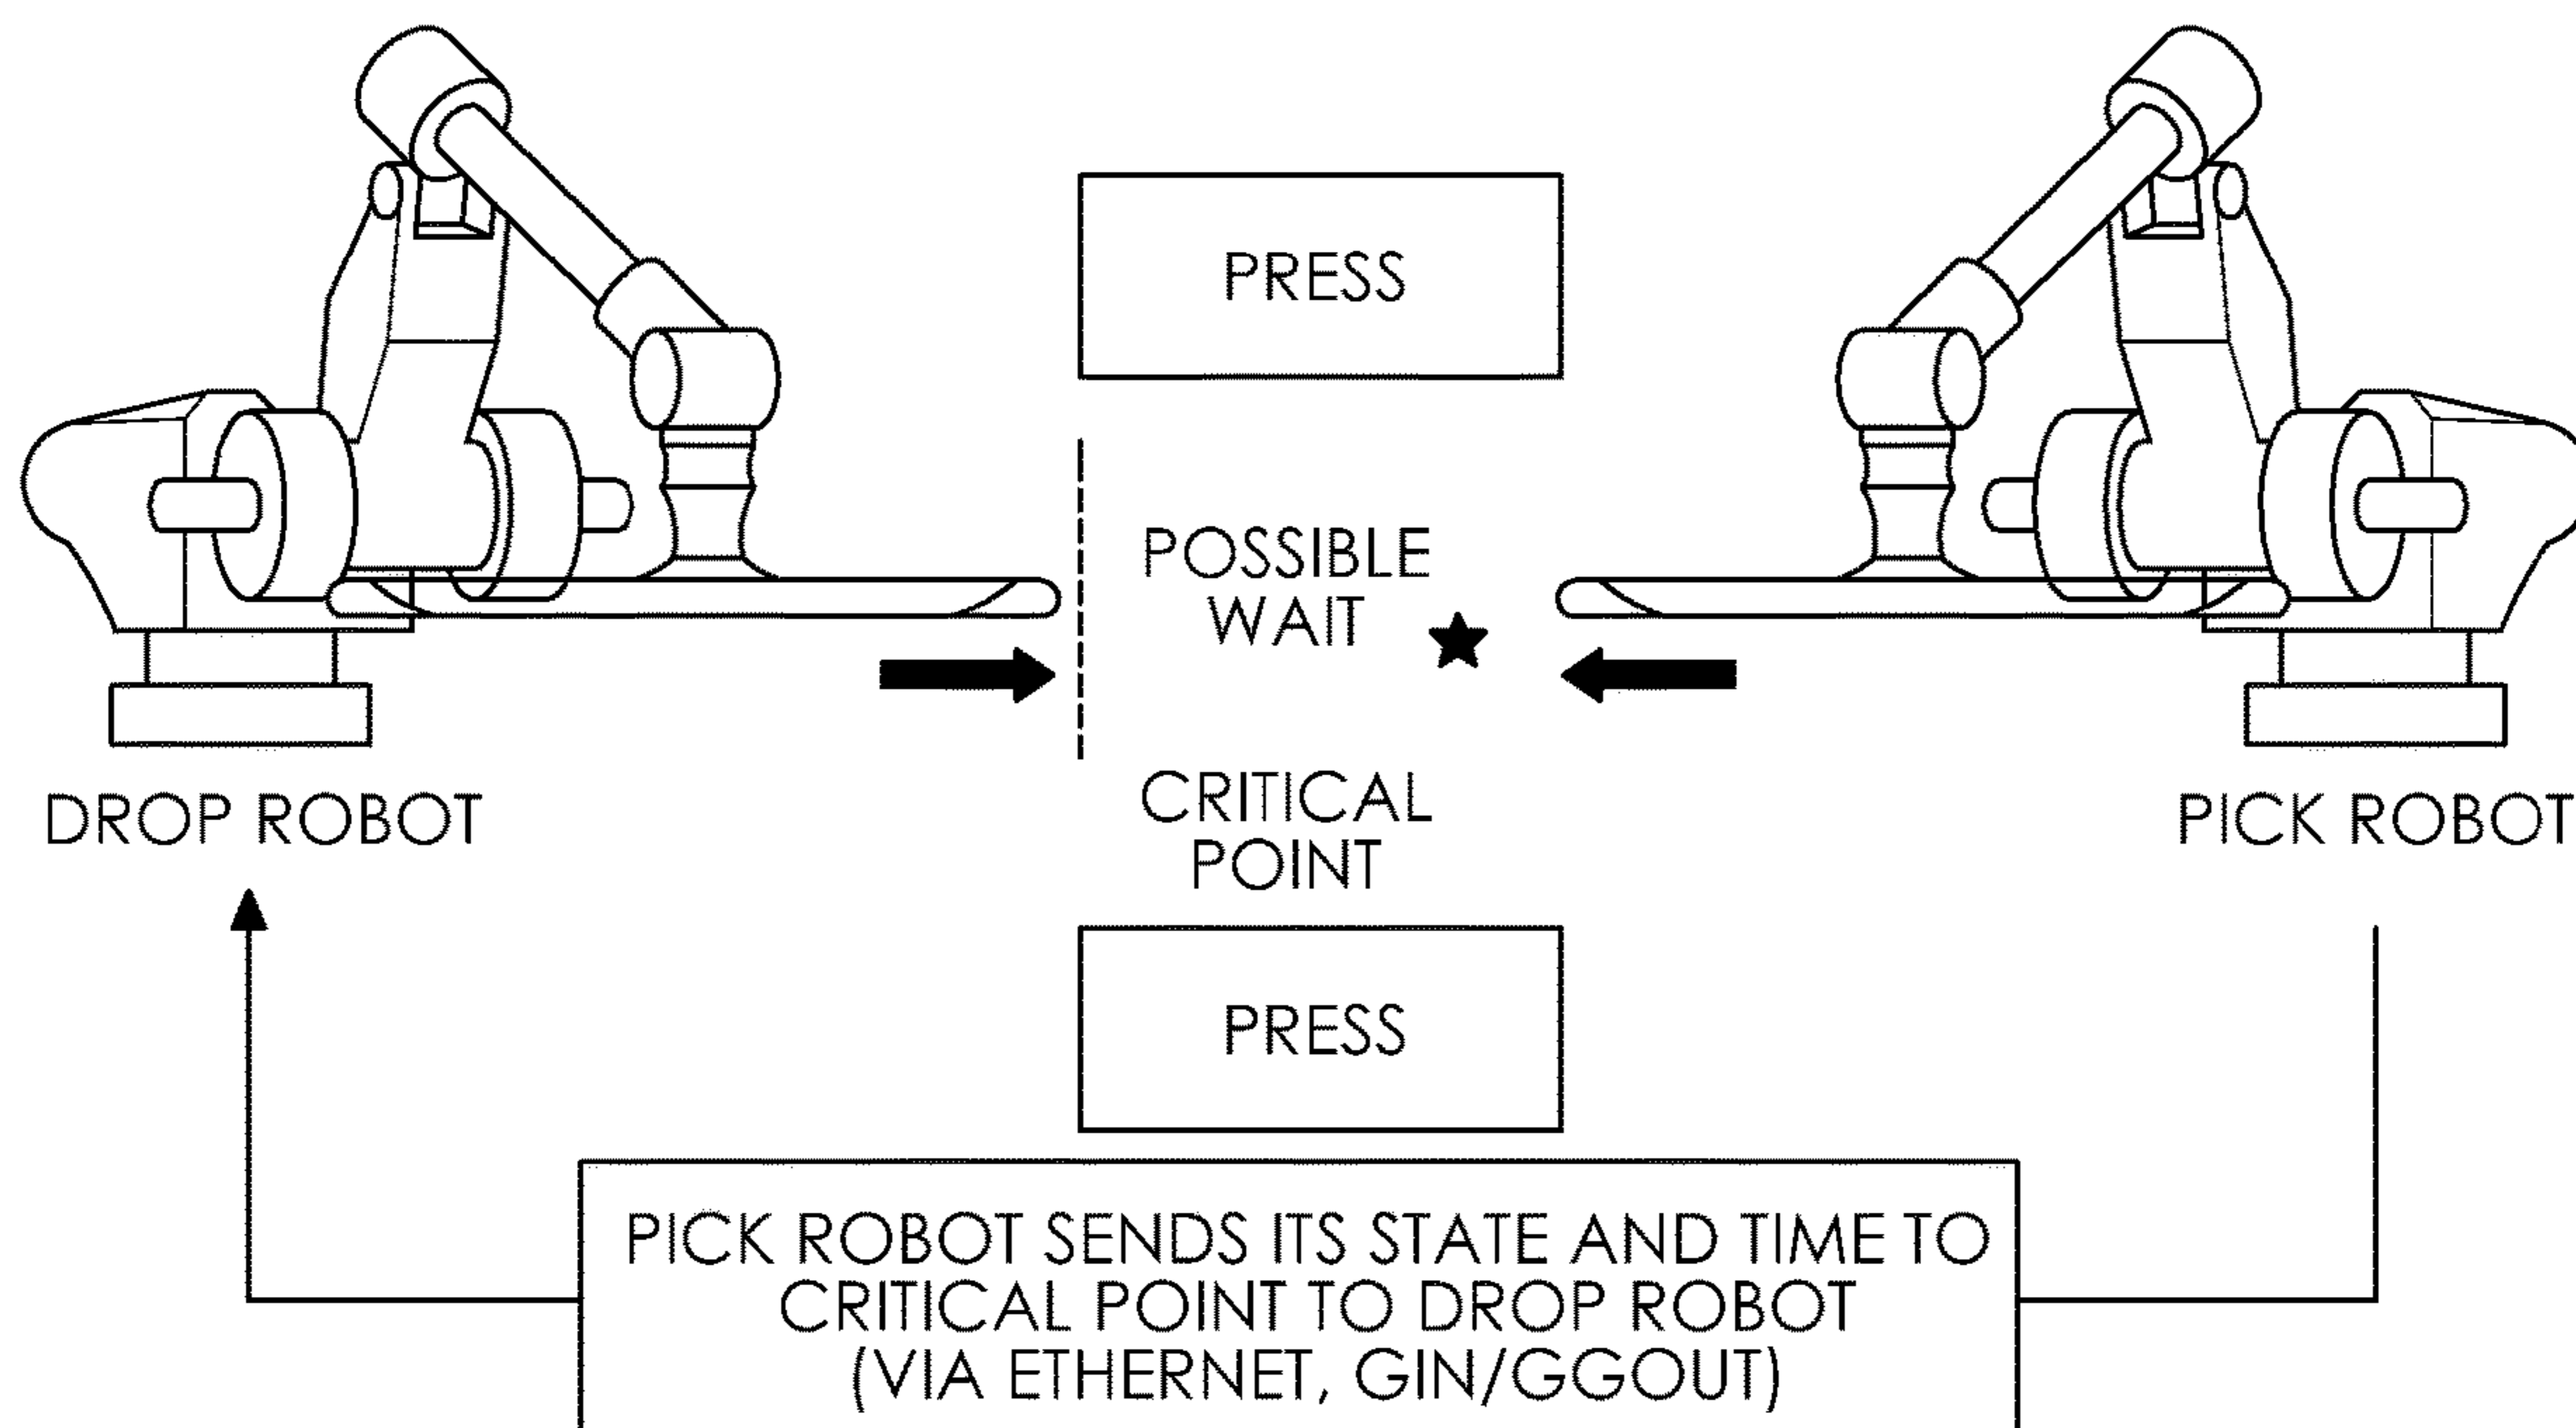 PRESS
POSSIBLE
WAIT
CRITICAL
POINT
DROP ROBOT
PICK ROBOT
PRESS
PICK ROBOT SENDS ITS STATE AND TIME TO
CRITICAL POINT TO DROP ROBOT
(VIA ETHERNET, GIN/GGOUT)